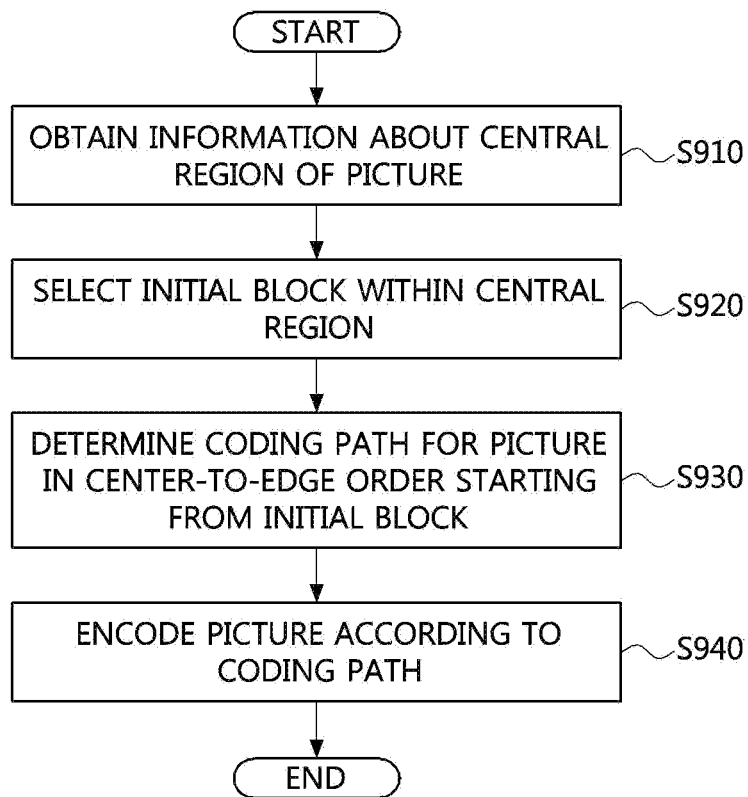 START
OBTAIN INFORMATION ABOUT CENTRAL
REGION OF PICTURE
S910
SELECT INITIAL BLOCK WITHIN CENTRAL
REGION
S920
DETERMINE CODING PATH FOR PICTURE
IN CENTER-TO-EDGE ORDER STARTING
FROM INITIAL BLOCK
S930
ENCODE PICTURE ACCORDING TO
CODING PATH
S940
END